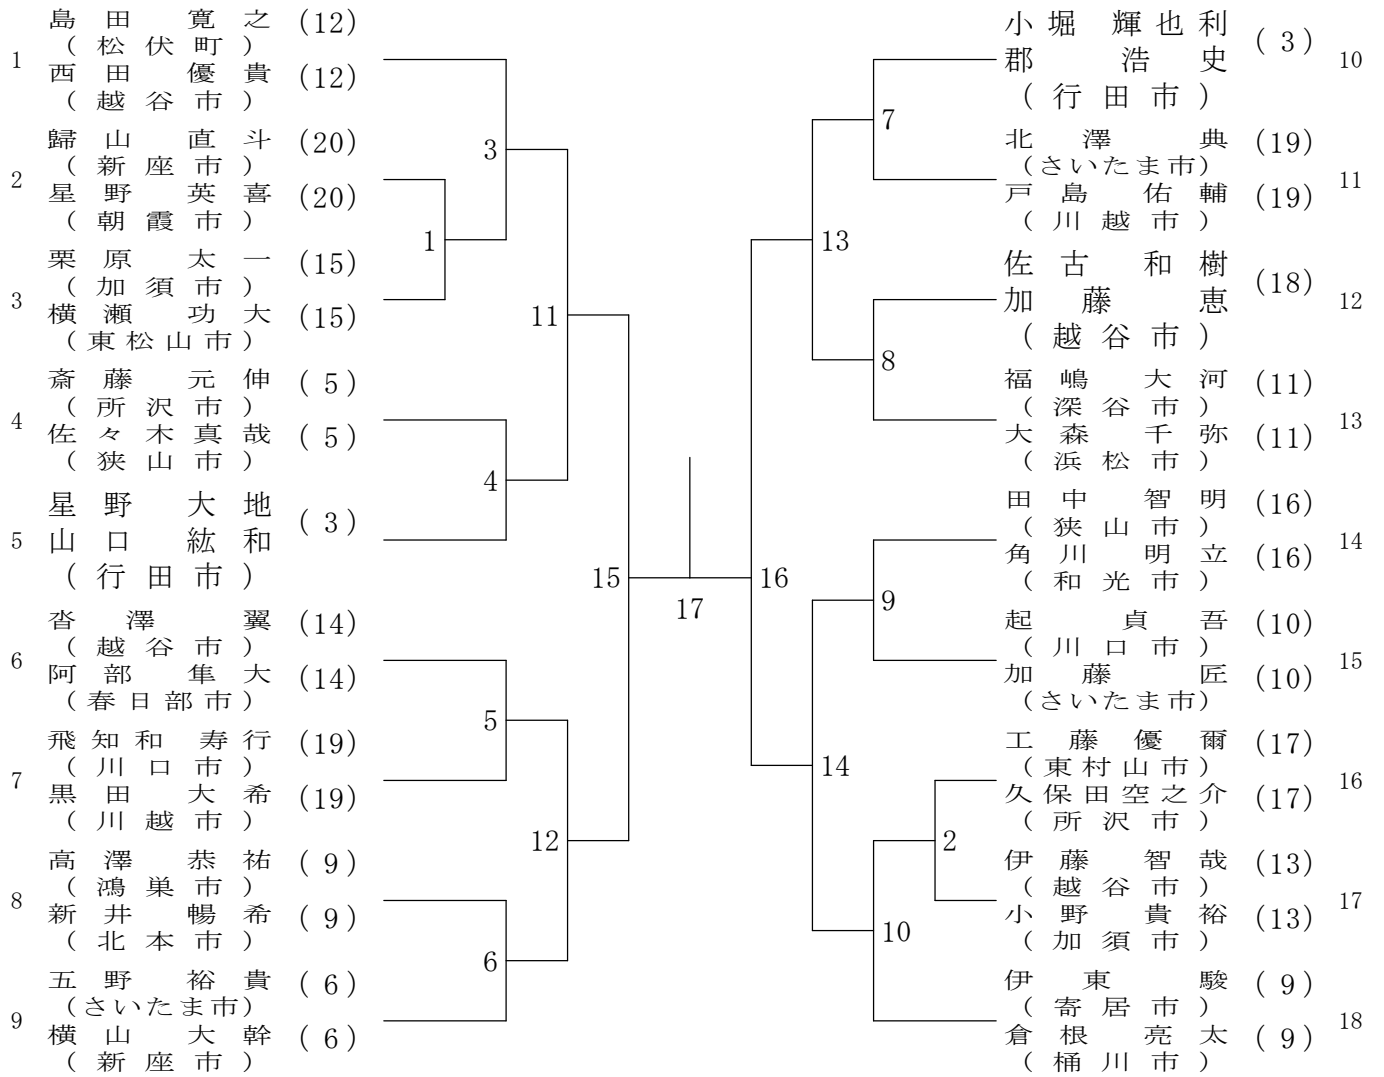 1
島田 寛之 (12)
(松伏町)
西田 優貴 (12)
(越谷市)
2
歸山 直斗 (20)
(新座市)
星野 英喜 (20)
(朝霞市)
3
栗原 太一 (15)
(加須市)
横瀬 功大 (15)
(東松山市)
4
斎藤 元伸 (5)
(所沢市)
佐々木真哉 (5)
(狭山市)
5
星野 大地 (3)
山口 紘和
(行田市)
6
沓澤 翼 (14)
(越谷市)
阿部 隼大 (14)
(春日部市)
7
飛知和 寿行 (19)
(川口市)
黒田 大希 (19)
(川越市)
8
高澤 恭祐 (9)
(鴻巣市)
新井 暢希 (9)
(北本市)
9
五野 裕貴 (6)
(さいたま市)
横山 大幹 (6)
(新座市)
3
1
11
4
15
5
12
6
17
16
7
13
8
9
14
2
10
小堀 輝也利 (3)
郡 浩史
(行田市)
10
北澤 典 (19)
(さいたま市)
戸島 佑輔 (19)
(川越市)
11
佐古 和樹 (18)
加藤 恵
(越谷市)
12
福嶋 大河 (11)
(深谷市)
大森 千弥 (11)
(浜松市)
13
田中 智明 (16)
(狭山市)
角川 明立 (16)
(和光市)
14
起 貞吾 (10)
(川口市)
加藤 匠 (10)
(さいたま市)
15
工藤優爾 (17)
(東村山市)
久保田空之介 (17)
(所沢市)
16
伊藤 智哉 (13)
(越谷市)
小野 貴裕 (13)
(加須市)
17
伊東 駿 (9)
(寄居市)
倉根 亮太 (9)
(桶川市)
18